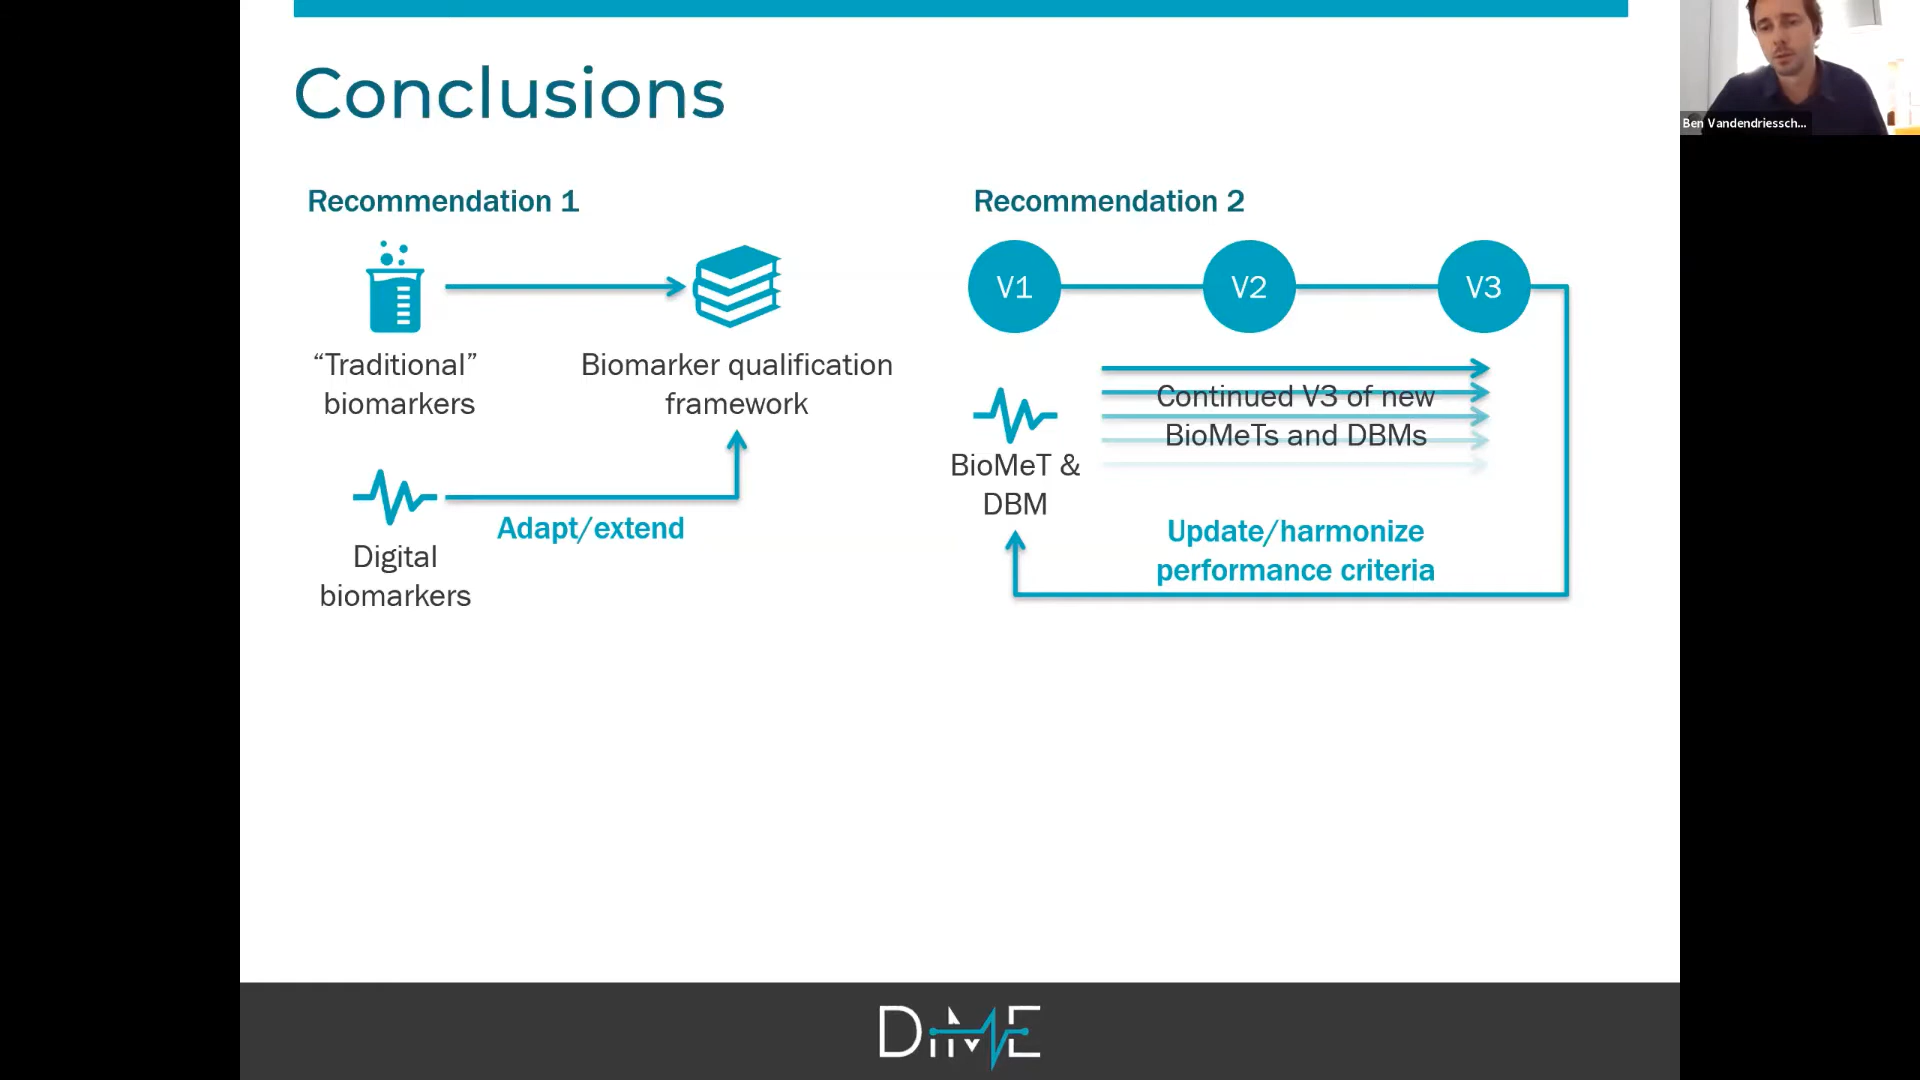 Conclusions
Ben Vandendriessch...
Recommendation 1
“Traditional”
biomarkers
Biomarker qualification
framework
Adapt/extend
Digital
biomarkers
Recommendation 2
V1
V2
V3
Continued V3 of new
BioMeTs and DBMs
BioMeT &
DBM
Update/harmonize
performance criteria
DiME